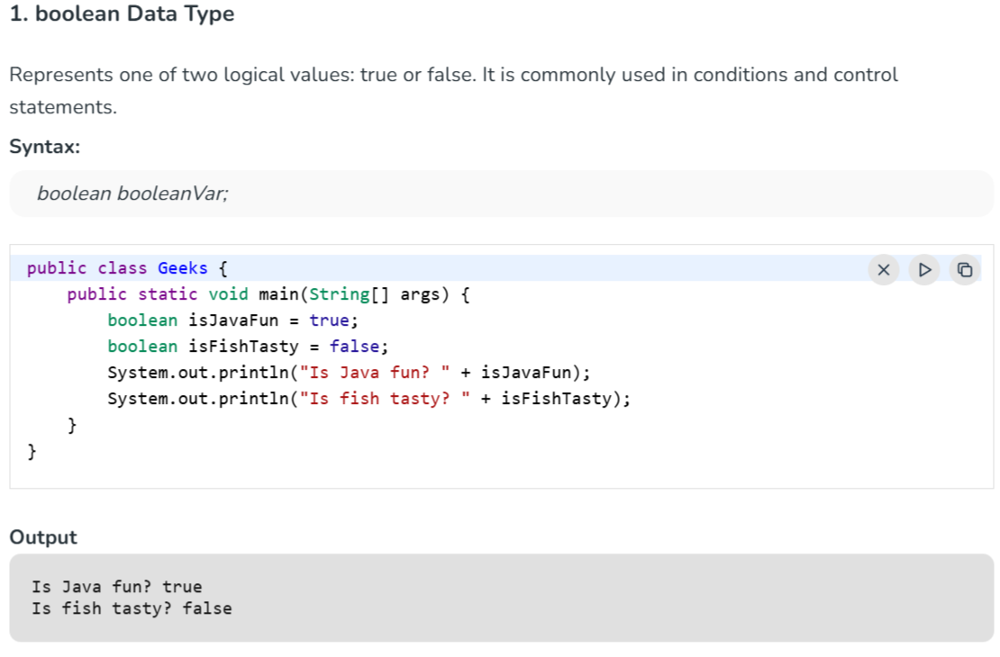 1. boolean Data Type
Represents one of two logical values: true or false. It is commonly used in conditions and control
statements.
Syntax:
boolean booleanVar;
public class Geeks {
    public static void main(String[] args) {
        boolean isJavaFun = true;
        boolean isFishTasty = false;
        System.out.println("Is Java fun? " + isJavaFun);
        System.out.println("Is fish tasty? " + isFishTasty);
    }
}
Output
Is Java fun? true
Is fish tasty? false